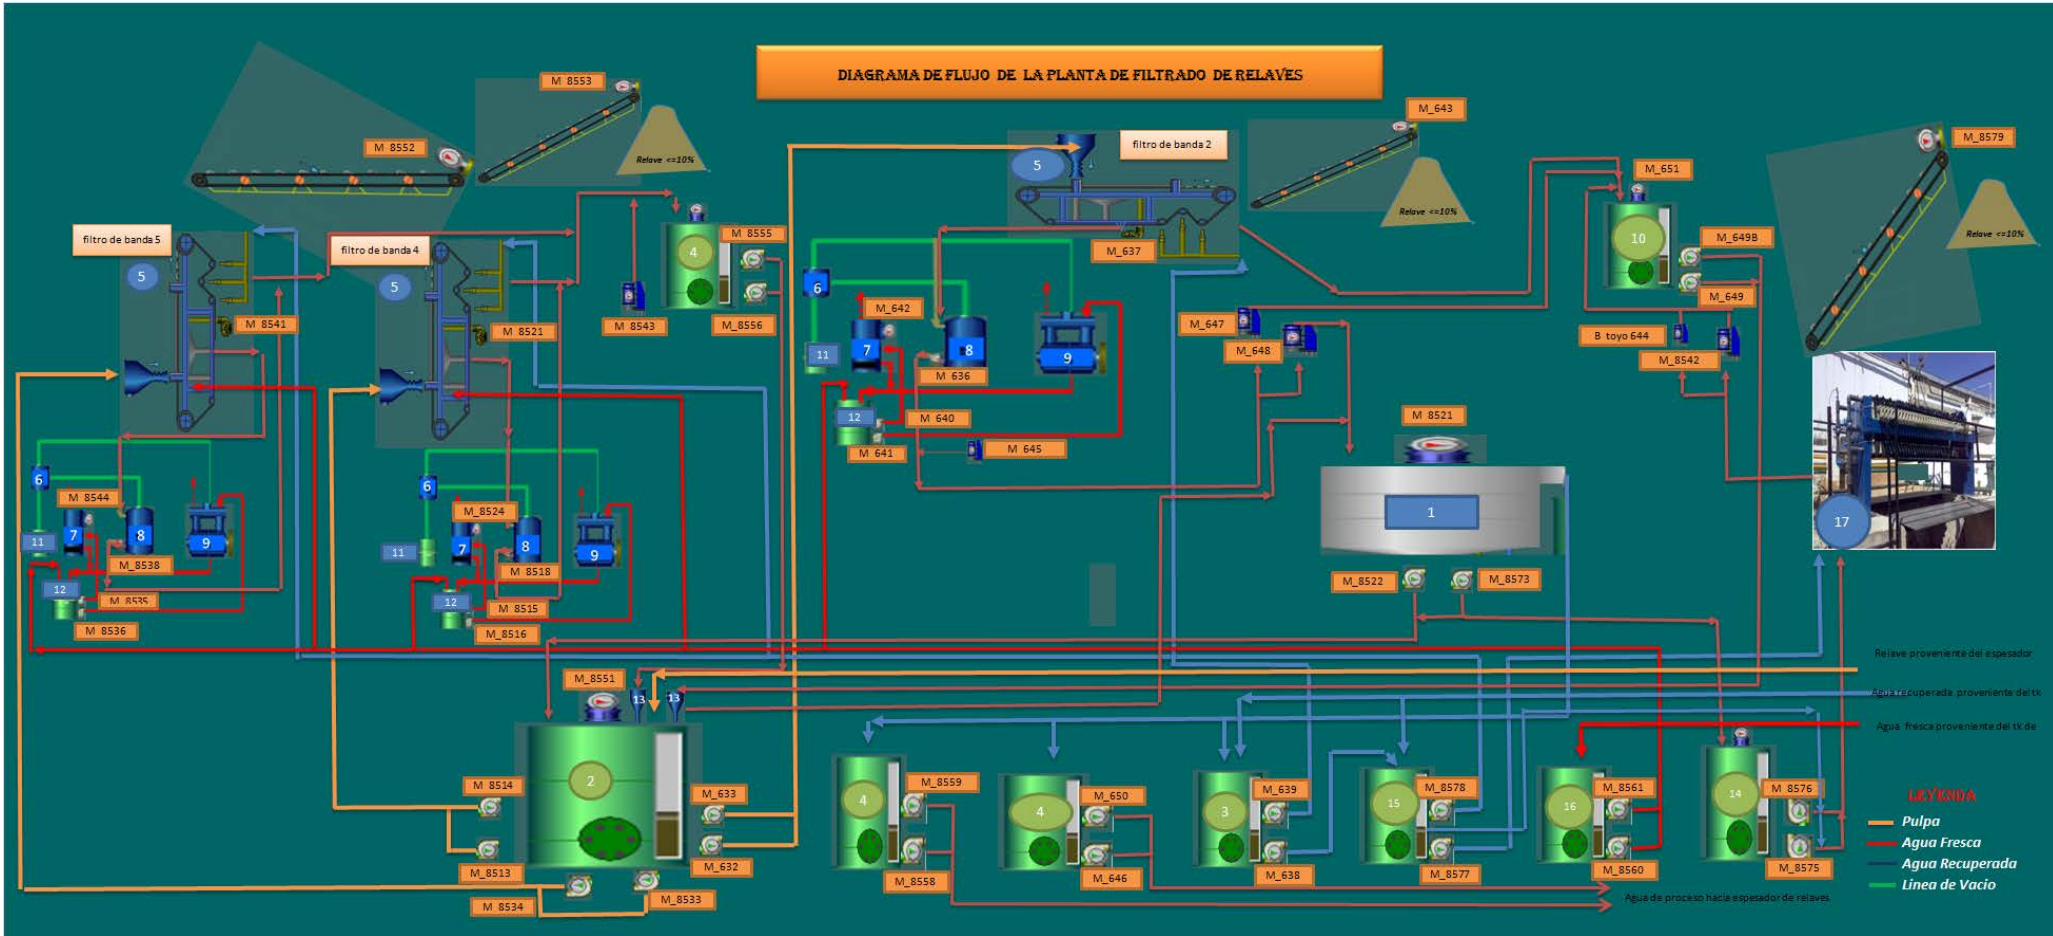 DIAGRAMA DE FLUJO DE LA PLANTA DE FILTRADO DE RELAVES
M 8553
M_643
M_8579
M 8552
Relave <=10%
filtro de banda 2
5
Relave <=10%
M_651
Relave <=10%
filtro de banda 5
5
filtro de banda 4
5
4
M 8555
M_637
10
M_649B
M_649
6
M_642
M_8543
M_8556
M 8541
M 8521
M_647
M_648
B toyo 644
M_8542
11
7
8
9
M 636
12
M_640
M_641
M 645
M_8521
1
17
6
M 8544
11
7
8
9
M_8538
12
M 8535
M 8536
6
M_8524
11
7
8
9
M 8518
12
M 8515
M_8516
M_8522
M_8573
Relave proveniente del espesador
M_8551
13
13
Agua recuperada proveniente del tk
Agua fresca proveniente del tk de
2
M 8514
M_8513
M 8534
M_8533
M_633
M_632
4
M_8559
M_8558
4
M_650
M_646
3
M_639
M_638
15
M_8578
M_8577
16
M_8561
M_8560
14
M 8576
M_8575
LEYENDA
Pulpa
Agua Fresca
Agua Recuperada
Linea de Vacio
Agua de proceso hacia espesador de relaves